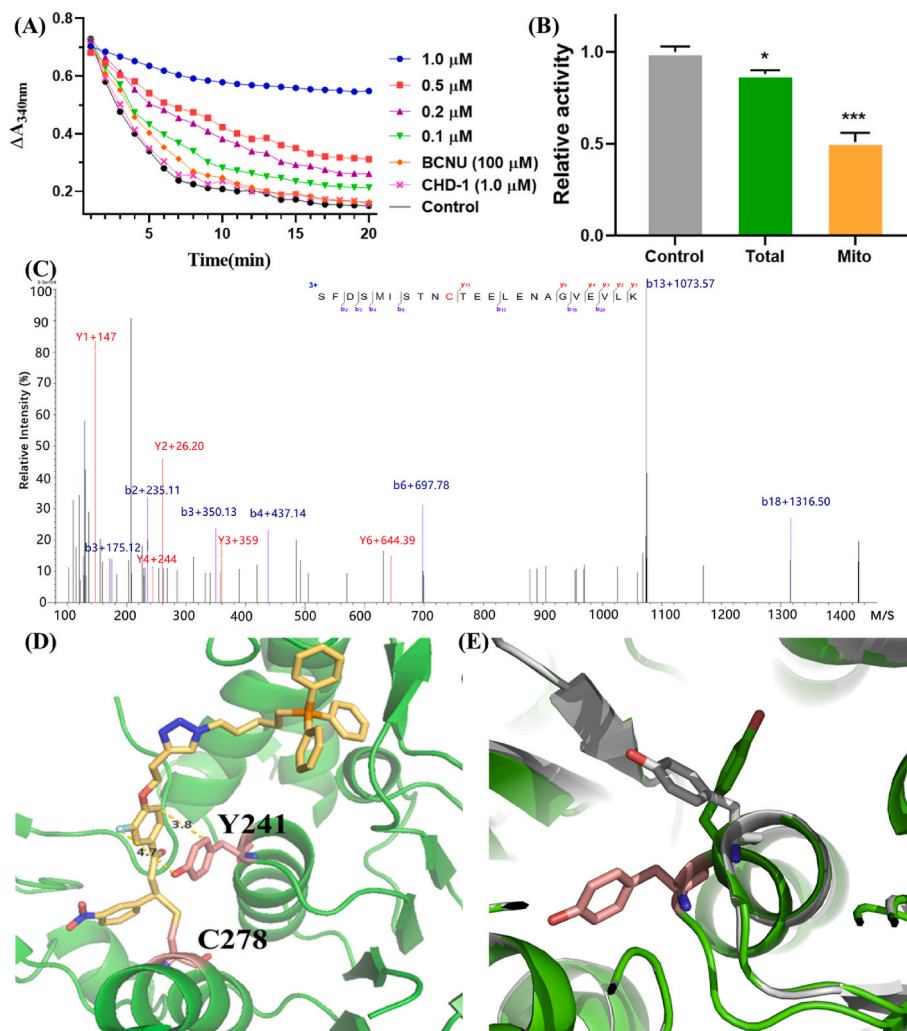 (A)
0.8
0.6
0.4
0.2
ΔA340nm
5
10
15
20
Time(min)
1.0 μM
0.5 μM
0.2 μM
0.1 μM
BCNU (100 μM)
CHD-1 (1.0 μM)
Control
(B)
Relative activity
1.0
0.5
0.0
*
***
Control
Total
Mito
(C)
Relative Intensity (%)
100
90
80
70
60
50
40
30
20
10
0
3+
S F D S M I S T N C T E E L E N A G V E V L K
b13+1073.57
Y1+147
Y2+26.20
b2+235.11
b3+175.12
Y4+244
b3+350.13
Y3+359
b4+437.14
b6+697.78
Y6+644.39
b18+1316.50
100
200
300
400
500
600
700
800
900
1000
1100
1200
1300
1400
M/S
(D)
3.8
4.7
Y241
C278
(E)